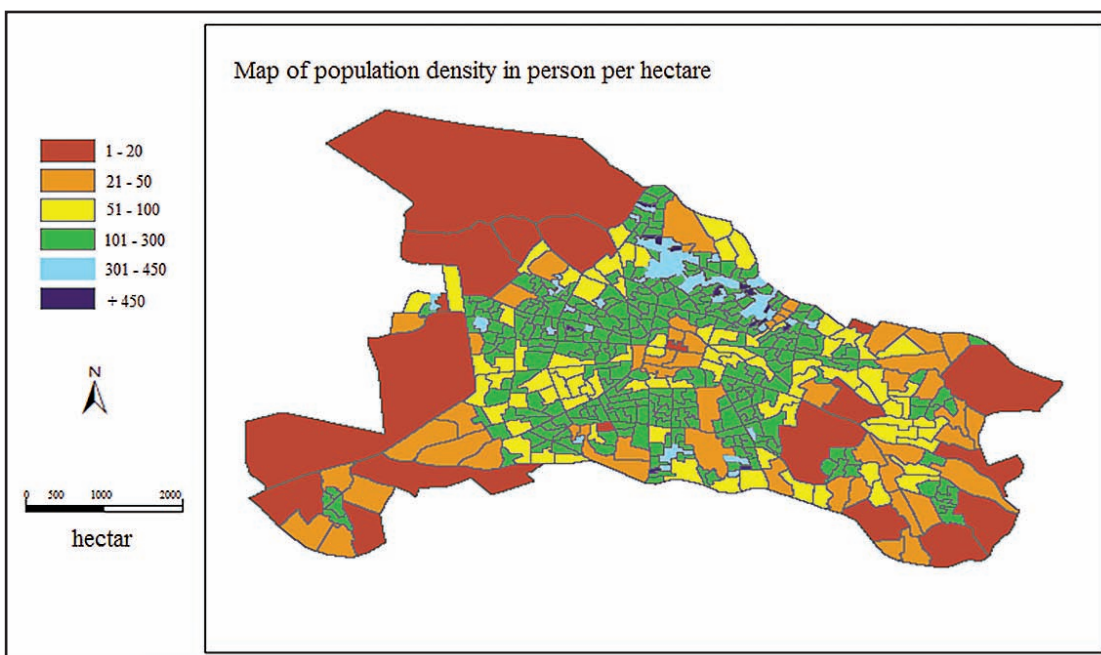 Map of population density in person per hectare
1 - 20
21 - 50
51 - 100
101 - 300
301 - 450
+ 450
N
0 500 1000 2000
hectar